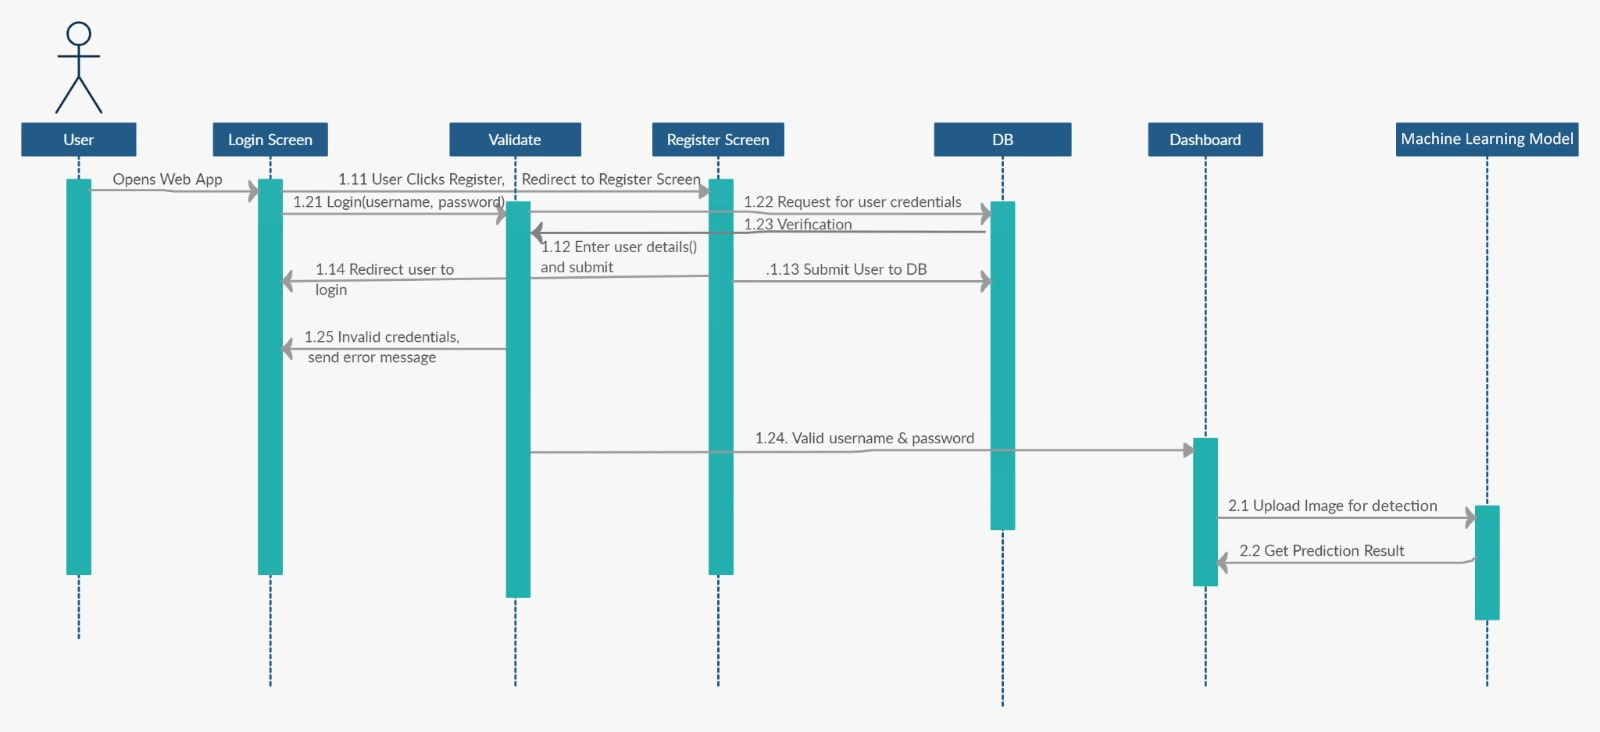 User
Login Screen
Validate
Register Screen
DB
Dashboard
Machine Learning Model
Opens Web App
1.11 User Clicks Register, Redirect to Register Screen
1.21 Login(username, password)
1.22 Request for user credentials
1.23 Verification
1.12 Enter user details()
and submit
1.14 Redirect user to
login
.1.13 Submit User to DB
1.25 Invalid credentials,
send error message
1.24. Valid username & password
2.1 Upload Image for detection
2.2 Get Prediction Result